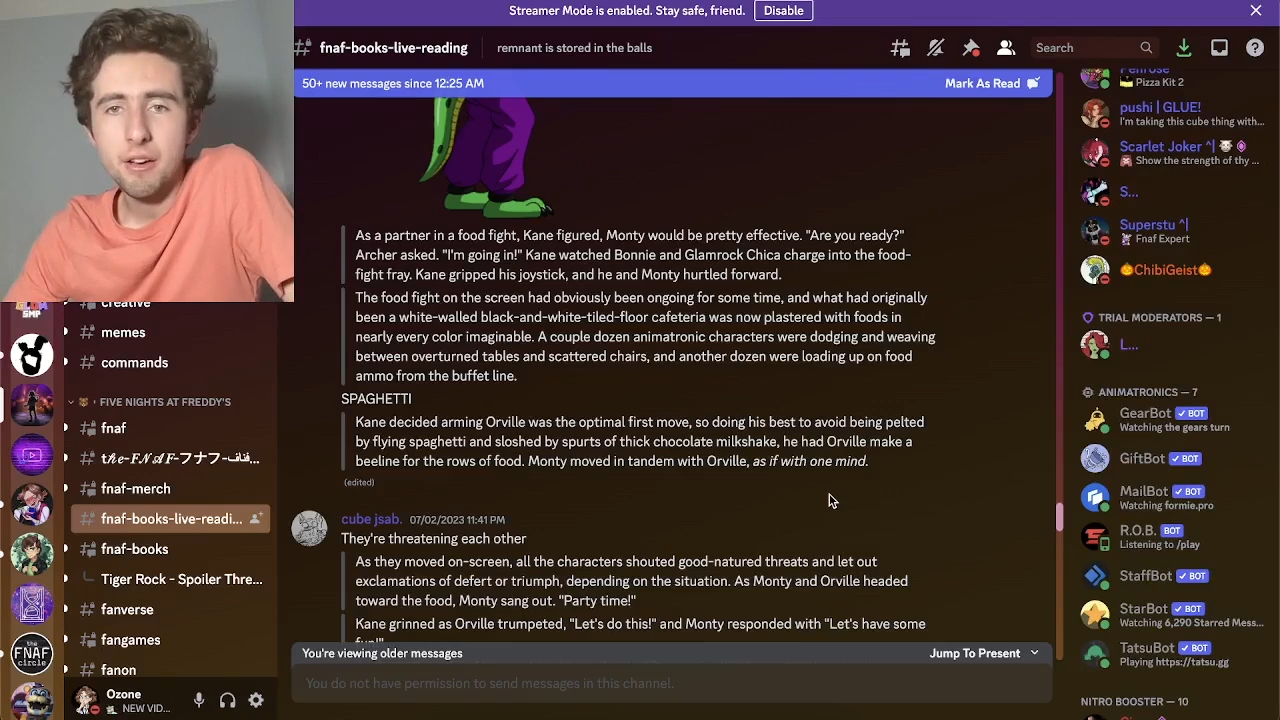 Streamer Mode is enabled. Stay safe, friend.
Disable
fnaf-books-live-reading
remnant is stored in the balls
Search
50+ new messages since 12:25 AM
Mark As Read
As a partner in a food fight, Kane figured, Monty would be pretty effective. "Are you ready?"
Archer asked. "I'm going in!" Kane watched Bonnie and Glamrock Chica charge into the food-
fight fray. Kane gripped his joystick, and he and Monty hurtled forward.
The food fight on the screen had obviously been ongoing for some time, and what had originally
been a white-walled black-and-white-tiled-floor cafeteria was now plastered with foods in
nearly every color imaginable. A couple dozen animatronic characters were dodging and weaving
between overturned tables and scattered chairs, and another dozen were loading up on food
ammo from the buffet line.
SPAGHETTI
Kane decided arming Orville was the optimal first move, so doing his best to avoid being pelted
by flying spaghetti and sloshed by spurts of thick chocolate milkshake, he had Orville make a
beeline for the rows of food. Monty moved in tandem with Orville, as if with one mind.
(edited)
cube jsab. 07/02/2023 11:41 PM
They're threatening each other
As they moved on-screen, all the characters shouted good-natured threats and let out
exclamations of defert or triumph, depending on the situation. As Monty and Orville headed
toward the food, Monty sang out. "Party time!"
Kane grinned as Orville trumpeted, "Let's do this!" and Monty responded with "Let's have some
fun!"
You're viewing older messages
Jump To Present
You do not have permission to send messages in this channel.
creative
memes
commands
FIVE NIGHTS AT FREDDY'S
fnaf
fnaf-merch
fnaf-books-live-readi...
fnaf-books
Tiger Rock - Spoiler Thre...
fanverse
fangames
fanon
Ozone
NEW VID...
SMP
THE
FNAF
CIRCLE
Penrose
Pizza Kit 2
pushi | GLUE!
I'm taking this cube thing with...
Scarlet Joker ^|
Show the strength of thy ...
S...
Superstu ^|
Fnaf Expert
ChibiGeist
TRIAL MODERATORS — 1
L...
ANIMATRONICS — 7
GearBot ✓ BOT
Watching the gears turn
GiftBot ✓ BOT
MailBot ✓ BOT
Watching formie.pro
R.O.B. BOT
Listening to /play
StaffBot ✓ BOT
StarBot ✓ BOT
Watching 6,290 Starred Mess...
TatsuBot ✓ BOT
Playing https://tatsu.gg
NITRO BOOSTER — 10